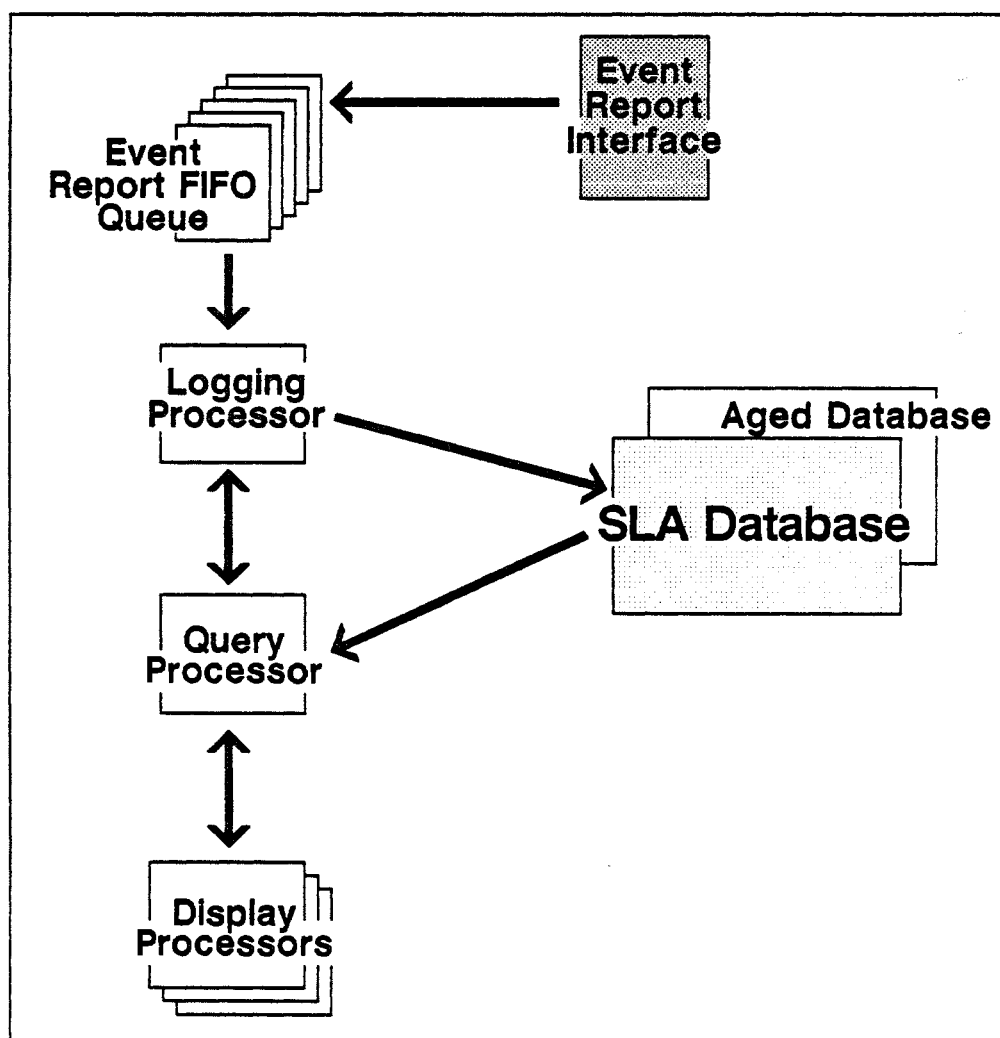 Event
Report
Interface
Event
Report FIFO
Queue
Logging
Processor
Aged Database
SLA Database
Query
Processor
Display
Processors